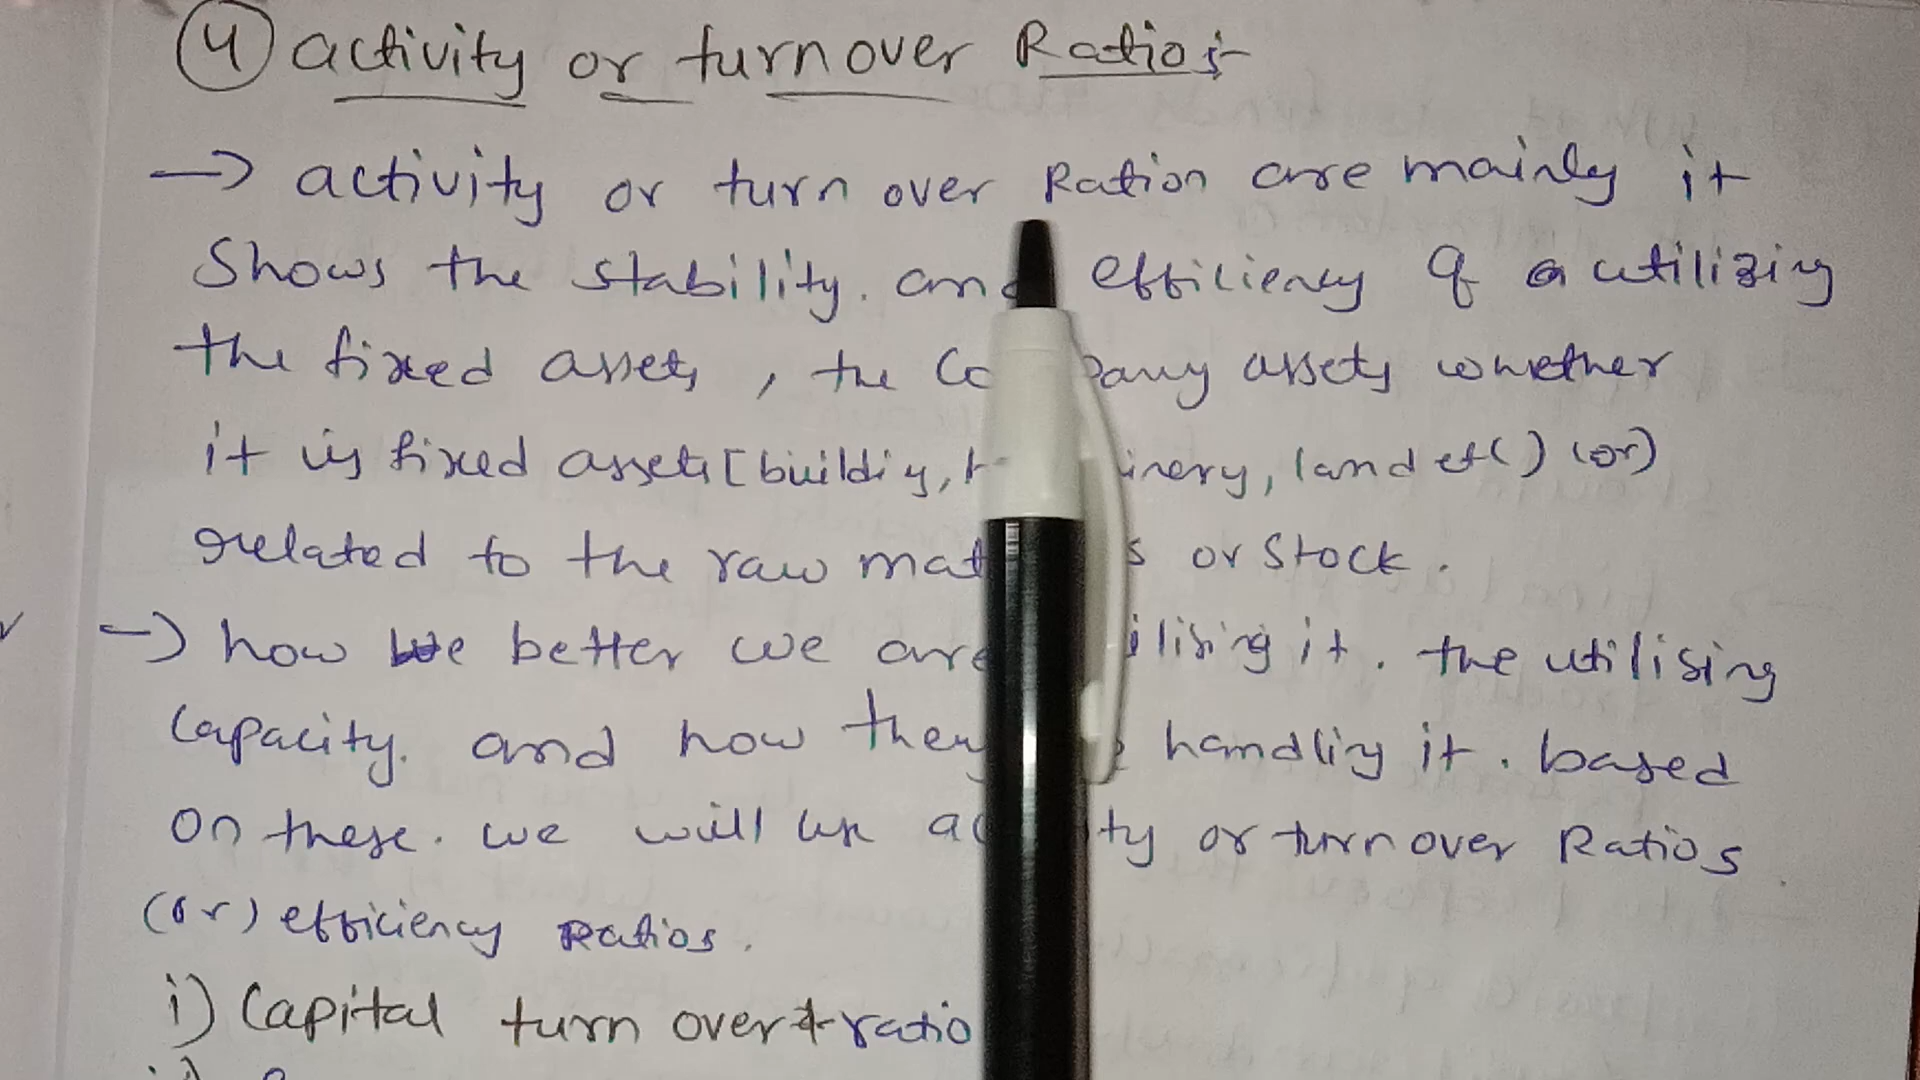 4 activity or turnover Ratios:-
→ activity or turn over Ration are mainly it
shows the stability. and efficiency of a utilizing
the fixed assets, the Company assets whether
it is fixed assets [building, inery, land etc) (or)
related to the raw mat s or stock.
→ how we better we are ilising it. the utilising
capacity. and how they handling it. based
on these. we will use ac ty or turnover Ratios
(or) efficiency Ratios.
i) Capital turn over ratio